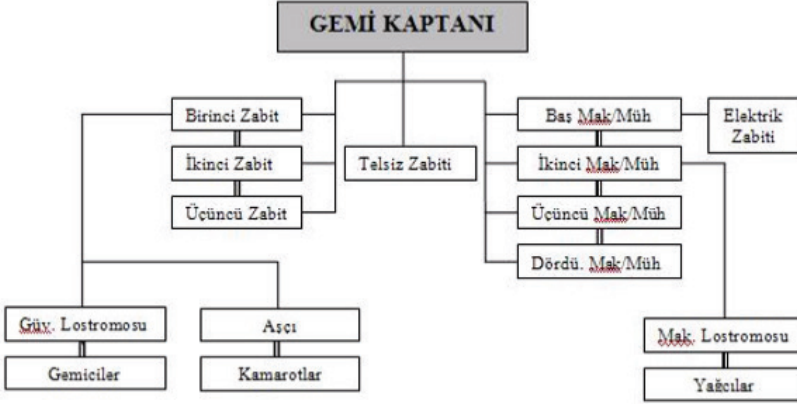 GEMİ KAPTANI
Birinci Zabit
İkinci Zabit
Üçüncü Zabit
Telsiz Zabiti
Baş Mak/Müh
İkinci Mak/Müh
Üçüncü Mak/Müh
Dördü. Mak/Müh
Elektrik
Zabiti
Güv. Lostromosu
Gemiciler
Aşçı
Kamarotlar
Mak. Lostromosu
Yağcılar